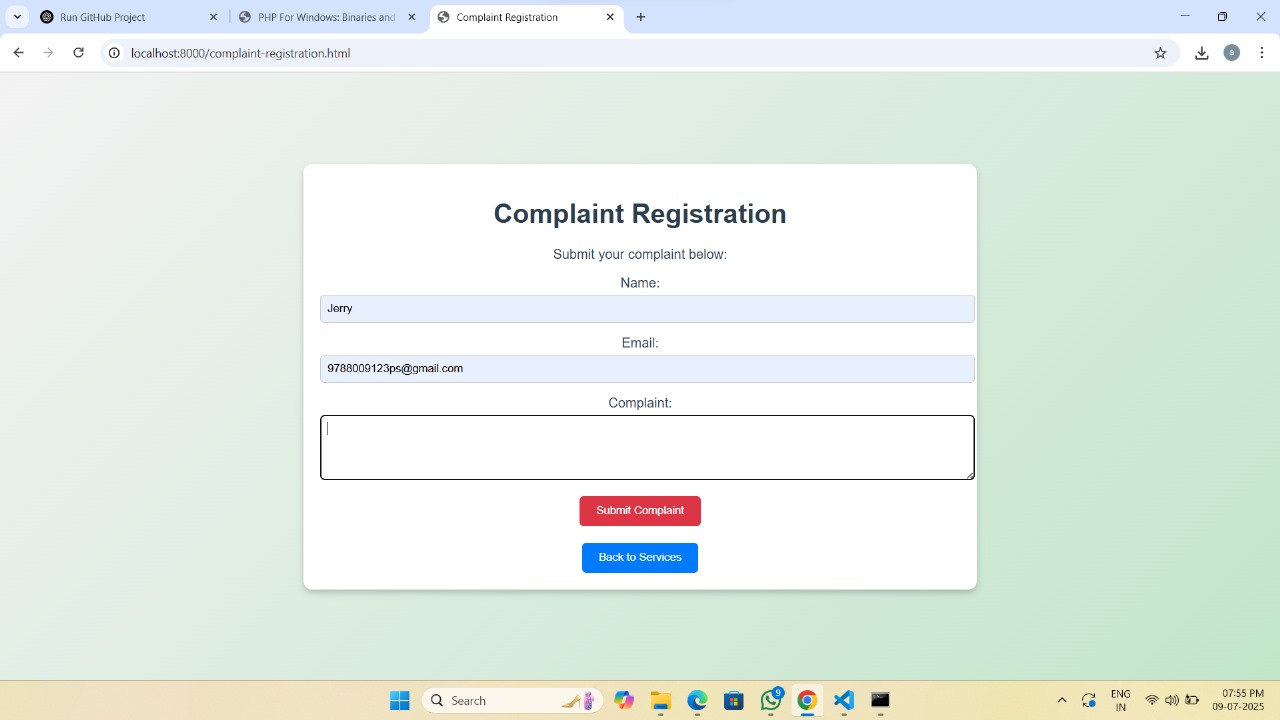 Run GitHub Project
PHP For Windows: Binaries and
Complaint Registration
localhost:8000/complaint-registration.html
a
Complaint Registration
Submit your complaint below:
Name:
Jerry
Email:
9788009123ps@gmail.com
Complaint:
Submit Complaint
Back to Services
Search
9
ENG
IN
07:55 PM
09-07-2025